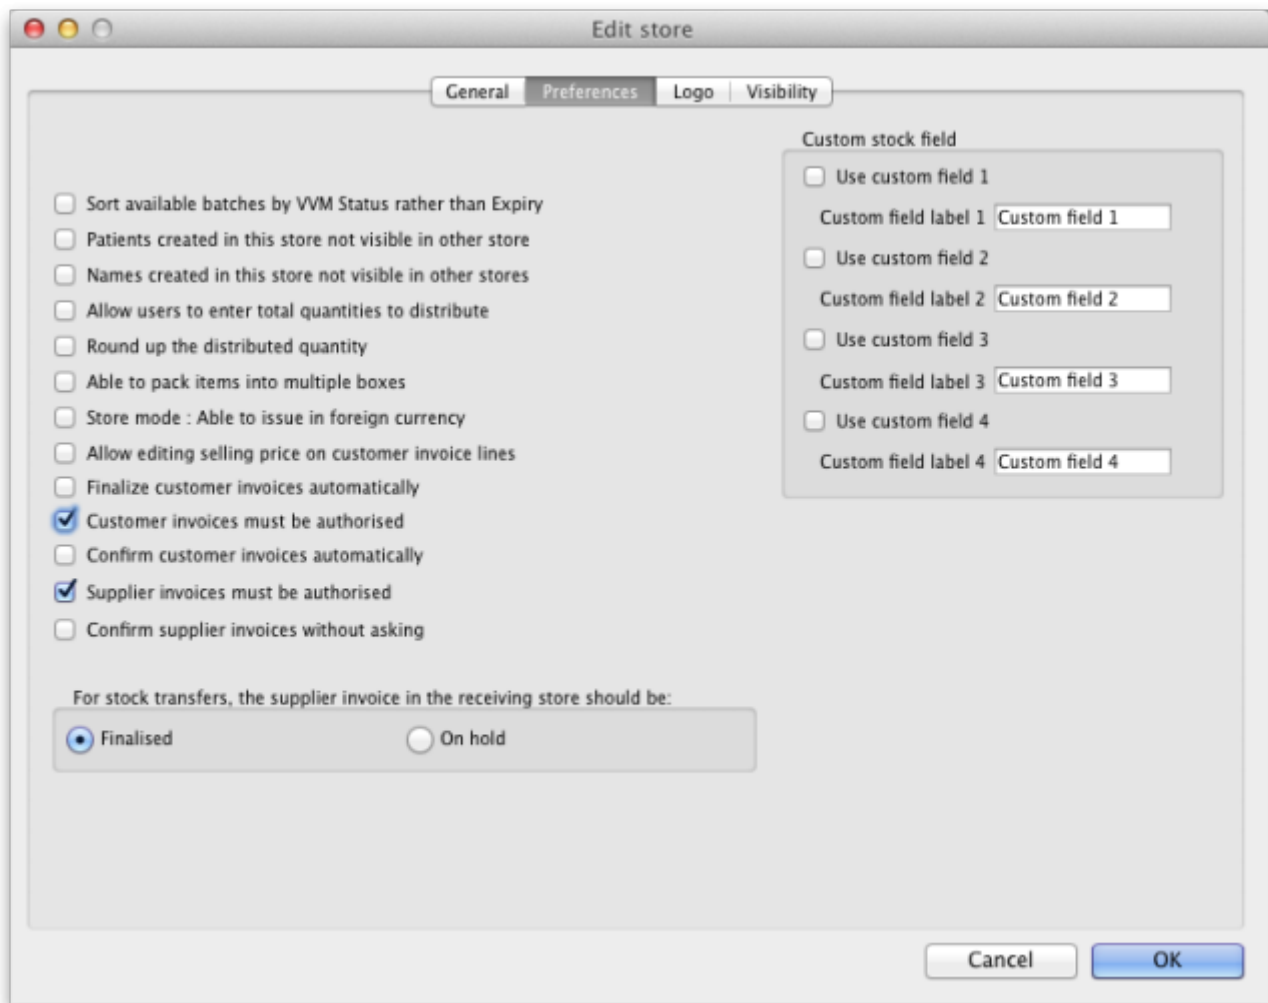 Edit store
General Preferences Logo Visibility
Sort available batches by VVM Status rather than Expiry
Patients created in this store not visible in other store
Names created in this store not visible in other stores
Allow users to enter total quantities to distribute
Round up the distributed quantity
Able to pack items into multiple boxes
Store mode : Able to issue in foreign currency
Allow editing selling price on customer invoice lines
Finalize customer invoices automatically
Customer invoices must be authorised
Confirm customer invoices automatically
Supplier invoices must be authorised
Confirm supplier invoices without asking
For stock transfers, the supplier invoice in the receiving store should be:
Finalised On hold
Custom stock field
Use custom field 1
Custom field label 1 Custom field 1
Use custom field 2
Custom field label 2 Custom field 2
Use custom field 3
Custom field label 3 Custom field 3
Use custom field 4
Custom field label 4 Custom field 4
Cancel OK